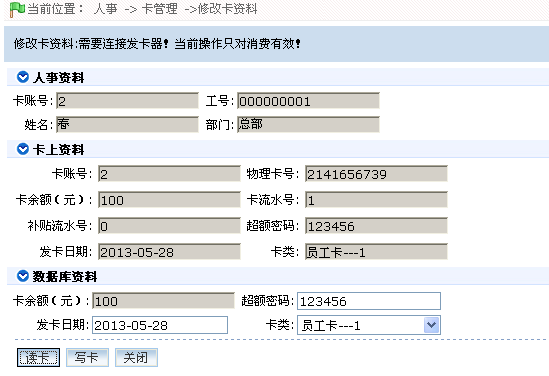 当前位置： 人事 -> 卡管理 ->修改卡资料
修改卡资料:需要连接发卡器！当前操作只对消费有效！
人事资料
卡账号: 2 工号: 000000001
姓名: 春 部门: 总部
卡上资料
卡账号: 2 物理卡号: 2141656739
卡余额(元): 100 卡流水号: 1
补贴流水号: 0 超额密码: 123456
发卡日期: 2013-05-28 卡类: 员工卡---1
数据库资料
卡余额(元): 100 超额密码: 123456
发卡日期: 2013-05-28 卡类: 员工卡---1
读卡 写卡 关闭